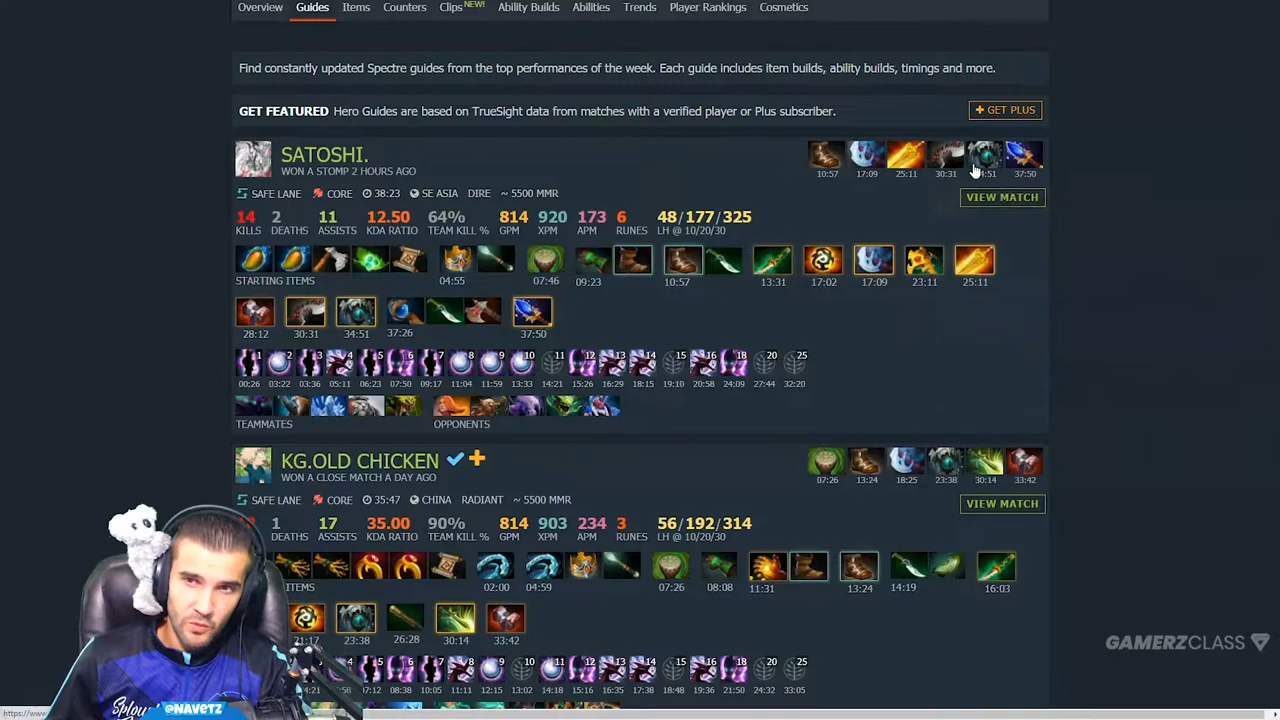 Overview Guides Items Counters Clips NEW! Ability Builds Abilities Trends Player Rankings Cosmetics
Find constantly updated Spectre guides from the top performances of the week. Each guide includes item builds, ability builds, timings and more.
GET FEATURED Hero Guides are based on TrueSight data from matches with a verified player or Plus subscriber.
+ GET PLUS
SATOSHI.
WON A STOMP 2 HOURS AGO
10:57 17:09 25:11 30:31 37:50
SAFE LANE CORE 38:23 SE ASIA DIRE ~ 5500 MMR
VIEW MATCH
14 2 11 12.50 64% 814 920 173 6 48/177/325
KILLS DEATHS ASSISTS KDA RATIO TEAM KILL % GPM XPM APM RUNES LH @ 10/20/30
STARTING ITEMS 04:55 07:46 09:23 10:57 13:31 17:02 17:09 23:11 25:11
28:12 30:31 34:51 37:26 37:50
1 2 3 4 5 6 7 8 9 10 11 12 13 14 15 16 18 20 25
00:26 03:22 03:36 05:11 06:23 07:50 09:17 11:04 11:59 13:33 14:21 15:26 16:29 18:15 19:10 20:58 24:09 27:44 32:20
TEAMMATES OPPONENTS
KG.OLD CHICKEN
WON A CLOSE MATCH A DAY AGO
07:26 13:24 18:25 23:38 30:14 33:42
SAFE LANE CORE 35:47 CHINA RADIANT ~ 5500 MMR
VIEW MATCH
1 17 35.00 90% 814 903 234 3 56/192/314
DEATHS ASSISTS KDA RATIO TEAM KILL % GPM XPM APM RUNES LH @ 10/20/30
ITEMS 02:00 04:59 07:26 08:08 11:31 13:24 14:19 16:03
21:17 23:38 26:28 30:14 33:42
GAMERZCLASS
5 6 7 8 9 10 11 12 13 14 15 16 18 20 25
07:12 08:38 10:05 11:11 12:15 13:02 14:18 15:16 16:35 17:38 18:48 19:36 21:50 24:32 33:05
@NAVETZ
https://www